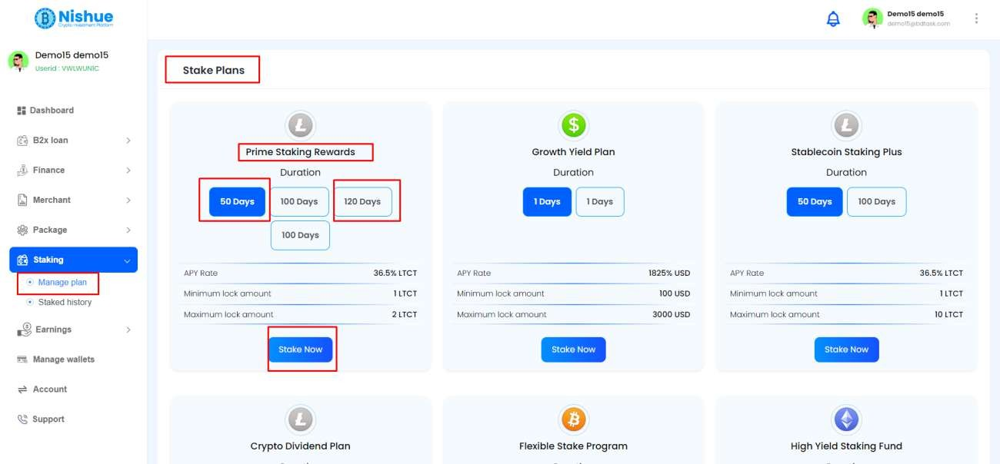 Nishue
Crypto Investment Platform
Demo15 demo15
demo15@bdtask.com
Demo15 demo15
Userid : VWLWUN1C
Dashboard
B2x loan
Finance
Merchant
Package
Staking
Manage plan
Staked history
Earnings
Manage wallets
Account
Support
Stake Plans
Prime Staking Rewards
Duration
50 Days
100 Days
120 Days
100 Days
APY Rate 36.5% LTCT
Minimum lock amount 1 LTCT
Maximum lock amount 2 LTCT
Stake Now
Growth Yield Plan
Duration
1 Days
1 Days
APY Rate 1825% USD
Minimum lock amount 100 USD
Maximum lock amount 3000 USD
Stake Now
Stablecoin Staking Plus
Duration
50 Days
100 Days
APY Rate 36.5% LTCT
Minimum lock amount 1 LTCT
Maximum lock amount 10 LTCT
Stake Now
Crypto Dividend Plan
Flexible Stake Program
High Yield Staking Fund